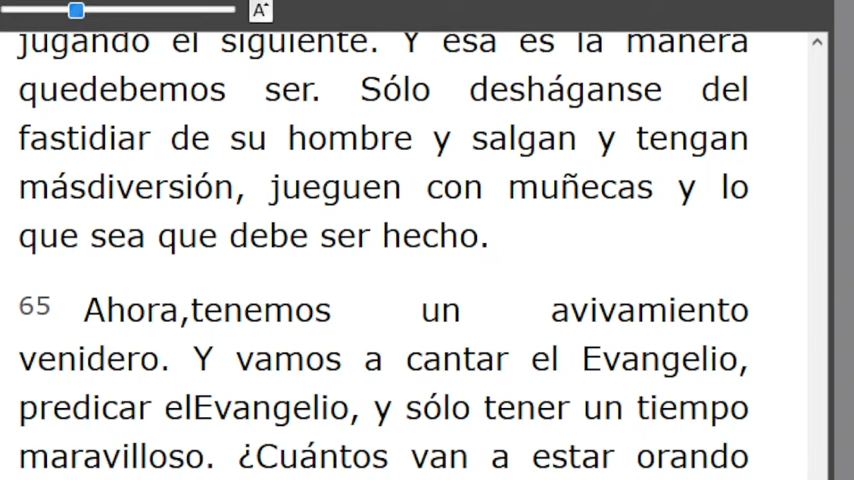 A
jugando el siguiente. Y esa es la manera
quedebemos ser. Sólo desháganse del
fastidiar de su hombre y salgan y tengan
másdiversión, jueguen con muñecas y lo
que sea que debe ser hecho.
65 Ahora,tenemos un avivamiento
venidero. Y vamos a cantar el Evangelio,
predicar elEvangelio, y sólo tener un tiempo
maravilloso. ¿Cuántos van a estar orando